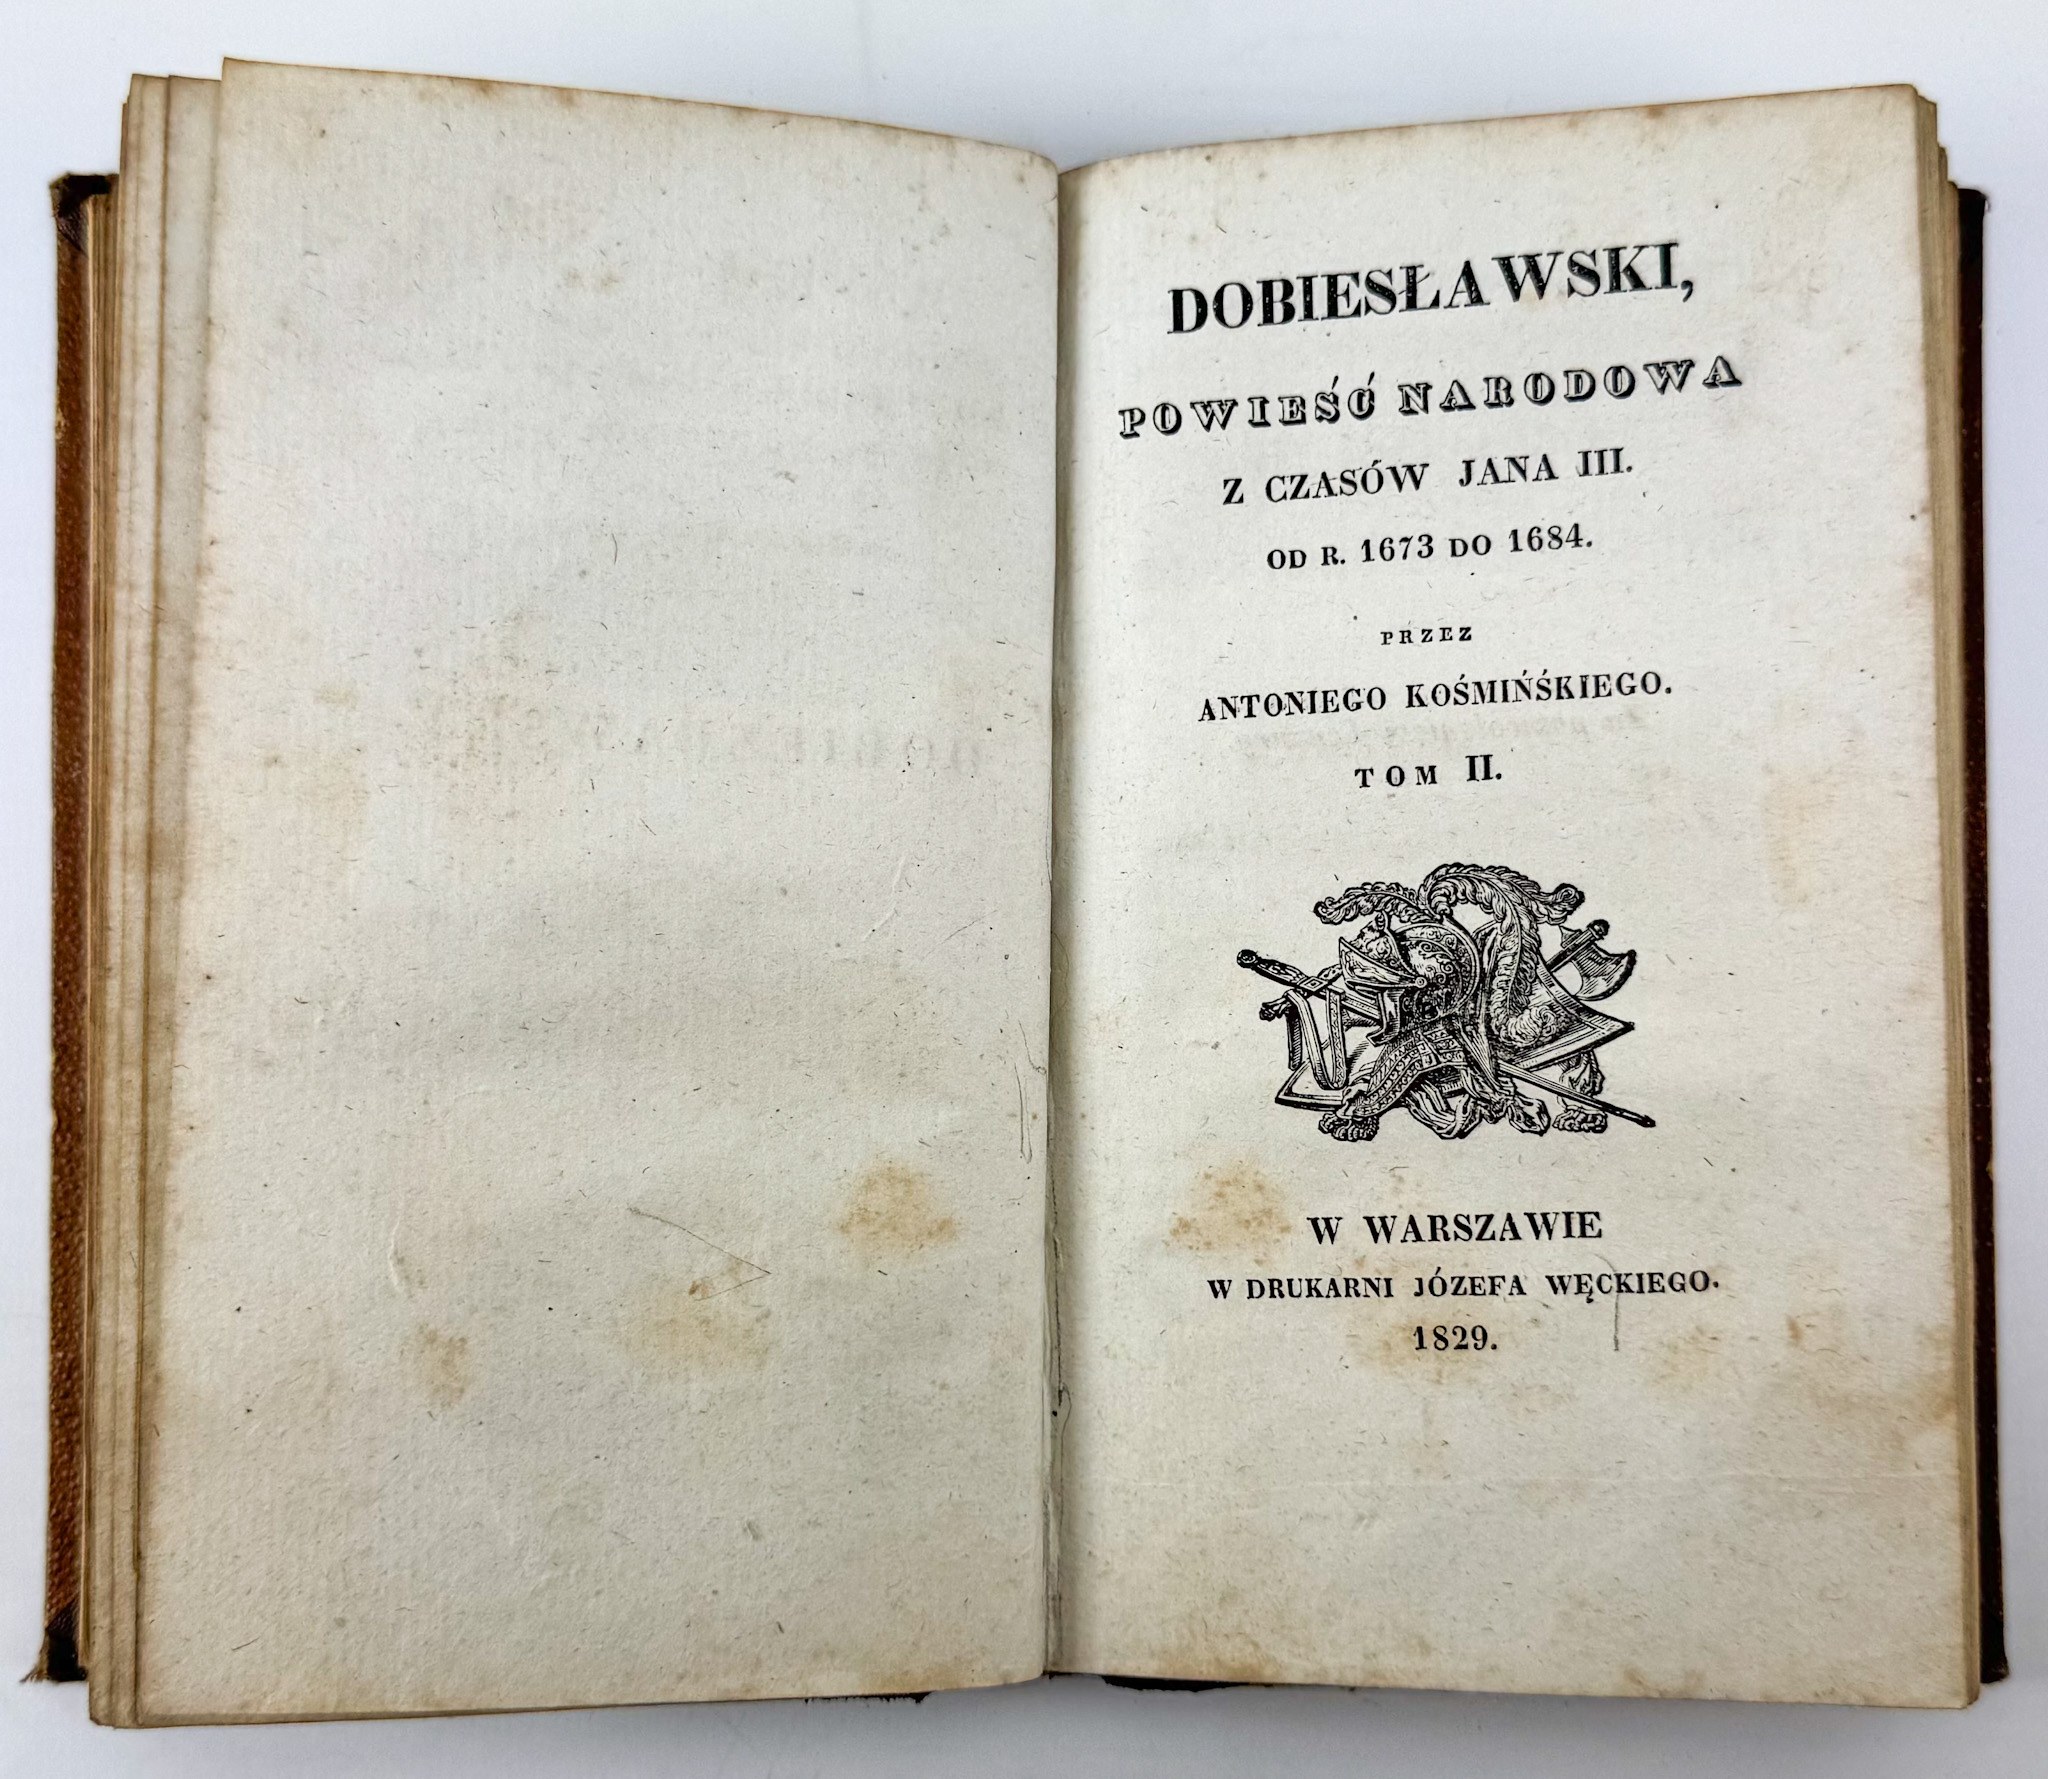 DOBIESŁAWSKI,
POWIEŚĆ NARODOWA
Z CZASÓW JANA III.
OD R. 1673 DO 1684.
PRZEZ
ANTONIEGO KOŚMIŃŚKIEGO.
TOM II.
W WARSZAWIE
W DRUKARNI JÓZEFA WĘCKIEGO.
1829.